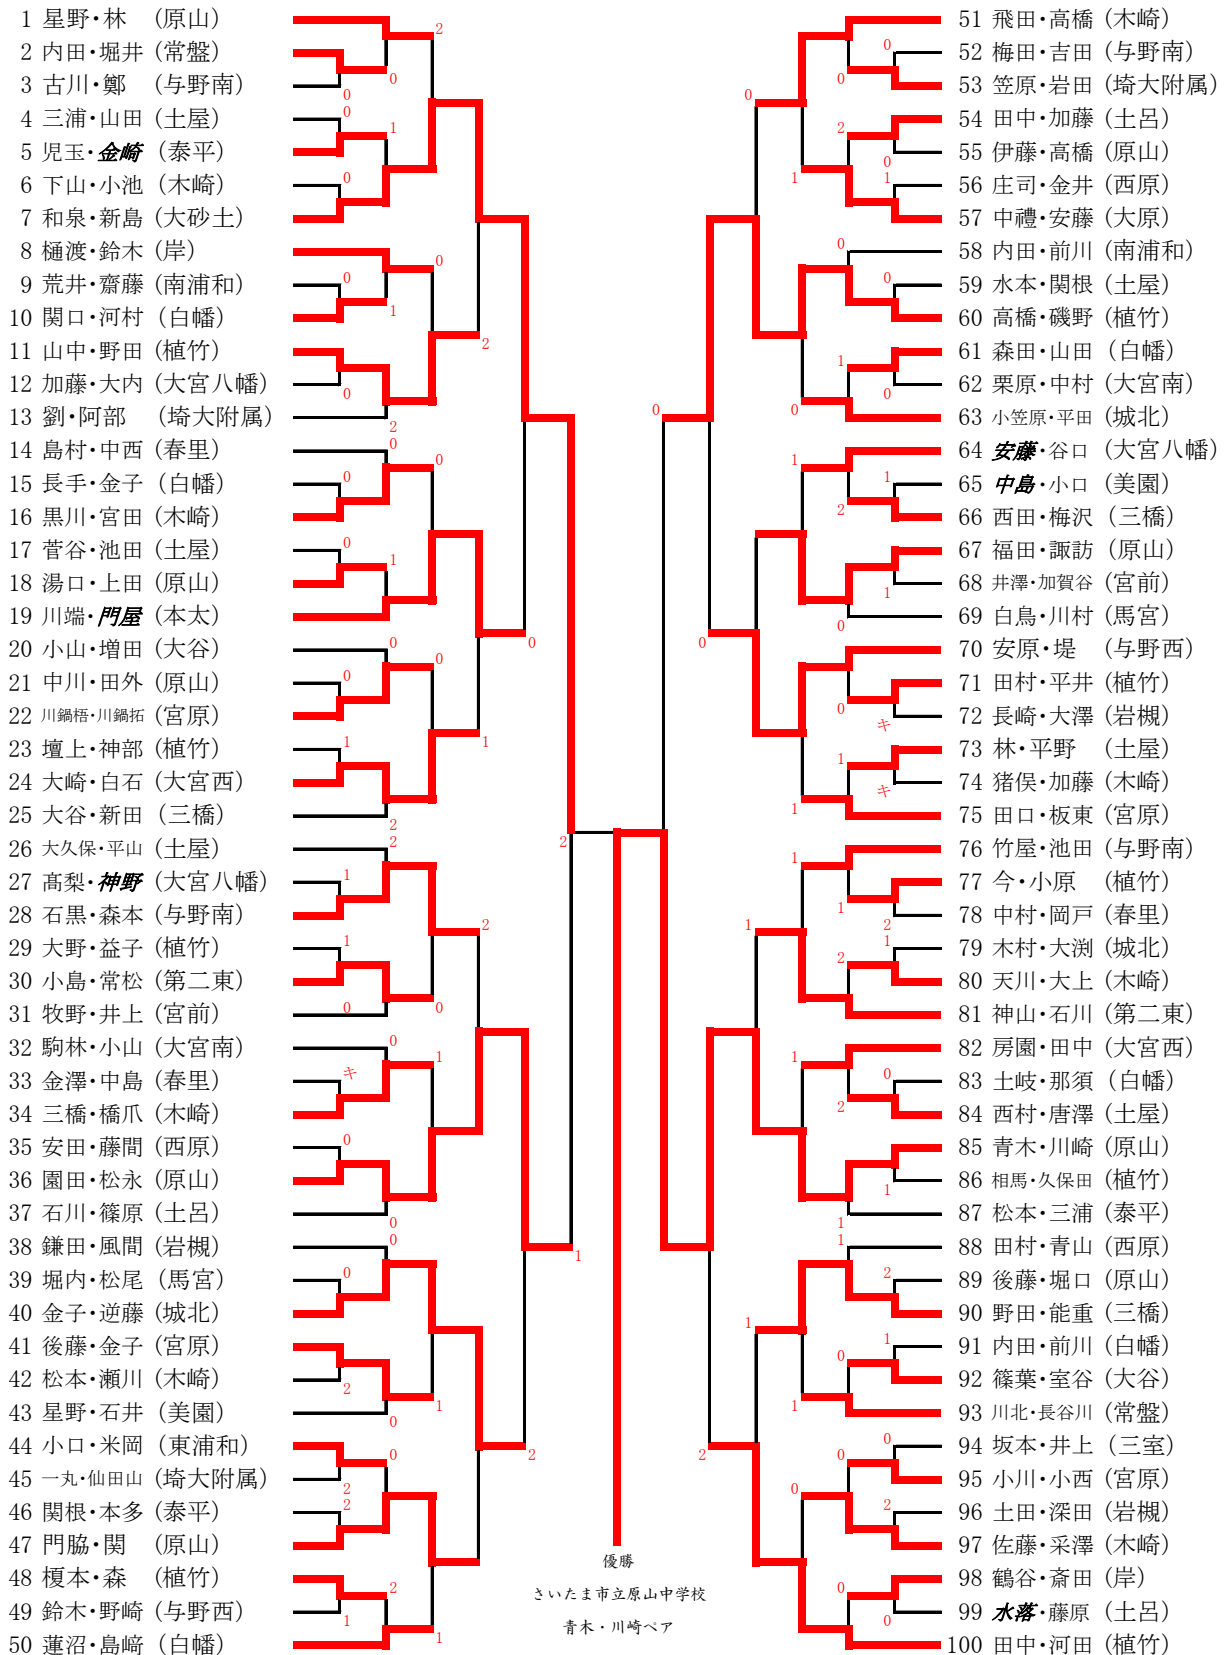 1 星野・林 (原山)
2 内田・堀井 (常盤)
3 古川・鄭 (与野南)
4 三浦・山田 (土屋)
5 児玉・金崎 (泰平)
6 下山・小池 (木崎)
7 和泉・新島 (大砂土)
8 樋渡・鈴木 (岸)
9 荒井・齋藤 (南浦和)
10 関口・河村 (白幡)
11 山中・野田 (植竹)
12 加藤・大内 (大宮八幡)
13 劉・阿部 (埼大附属)
14 島村・中西 (春里)
15 長手・金子 (白幡)
16 黒川・宮田 (木崎)
17 菅谷・池田 (土屋)
18 湯口・上田 (原山)
19 川端・門屋 (本太)
20 小山・増田 (大谷)
21 中川・田外 (原山)
22 川鍋梧・川鍋拓 (宮原)
23 壇上・神部 (植竹)
24 大崎・白石 (大宮西)
25 大谷・新田 (三橋)
26 大久保・平山 (土屋)
27 髙梨・神野 (大宮八幡)
28 石黒・森本 (与野南)
29 大野・益子 (植竹)
30 小島・常松 (第二東)
31 牧野・井上 (宮前)
32 駒林・小山 (大宮南)
33 金澤・中島 (春里)
34 三橋・橋爪 (木崎)
35 安田・藤間 (西原)
36 園田・松永 (原山)
37 石川・篠原 (土呂)
38 鎌田・風間 (岩槻)
39 堀内・松尾 (馬宮)
40 金子・逆藤 (城北)
41 後藤・金子 (宮原)
42 松本・瀬川 (木崎)
43 星野・石井 (美園)
44 小口・米岡 (東浦和)
45 一丸・仙田山 (埼大附属)
46 関根・本多 (泰平)
47 門脇・関 (原山)
48 榎本・森 (植竹)
49 鈴木・野崎 (与野西)
50 蓮沼・島﨑 (白幡)
51 飛田・高橋 (木崎)
52 梅田・吉田 (与野南)
53 笠原・岩田 (埼大附属)
54 田中・加藤 (土呂)
55 伊藤・高橋 (原山)
56 庄司・金井 (西原)
57 中禮・安藤 (大原)
58 内田・前川 (南浦和)
59 水本・関根 (土屋)
60 高橋・磯野 (植竹)
61 森田・山田 (白幡)
62 栗原・中村 (大宮南)
63 小笠原・平田 (城北)
64 安藤・谷口 (大宮八幡)
65 中島・小口 (美園)
66 西田・梅沢 (三橋)
67 福田・諏訪 (原山)
68 井澤・加賀谷 (宮前)
69 白鳥・川村 (馬宮)
70 安原・堤 (与野西)
71 田村・平井 (植竹)
72 長崎・大澤 (岩槻)
73 林・平野 (土屋)
74 猪俣・加藤 (木崎)
75 田口・板東 (宮原)
76 竹屋・池田 (与野南)
77 今・小原 (植竹)
78 中村・岡戸 (春里)
79 木村・大渕 (城北)
80 天川・大上 (木崎)
81 神山・石川 (第二東)
82 房園・田中 (大宮西)
83 土岐・那須 (白幡)
84 西村・唐澤 (土屋)
85 青木・川崎 (原山)
86 相馬・久保田 (植竹)
87 松本・三浦 (泰平)
88 田村・青山 (西原)
89 後藤・堀口 (原山)
90 野田・能重 (三橋)
91 内田・前川 (白幡)
92 篠葉・室谷 (大谷)
93 川北・長谷川 (常盤)
94 坂本・井上 (三室)
95 小川・小西 (宮原)
96 土田・深田 (岩槻)
97 佐藤・采澤 (木崎)
98 鶴谷・斎田 (岸)
99 水落・藤原 (土呂)
100 田中・河田 (植竹)
優勝
さいたま市立原山中学校
青木・川崎ペア